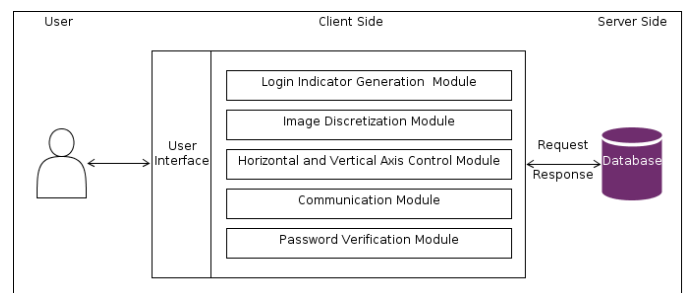 User
Client Side
Server Side
Login Indicator Generation Module
Image Discretization Module
User
Interface
Horizontal and Vertical Axis Control Module
Request
Response
Database
Communication Module
Password Verification Module